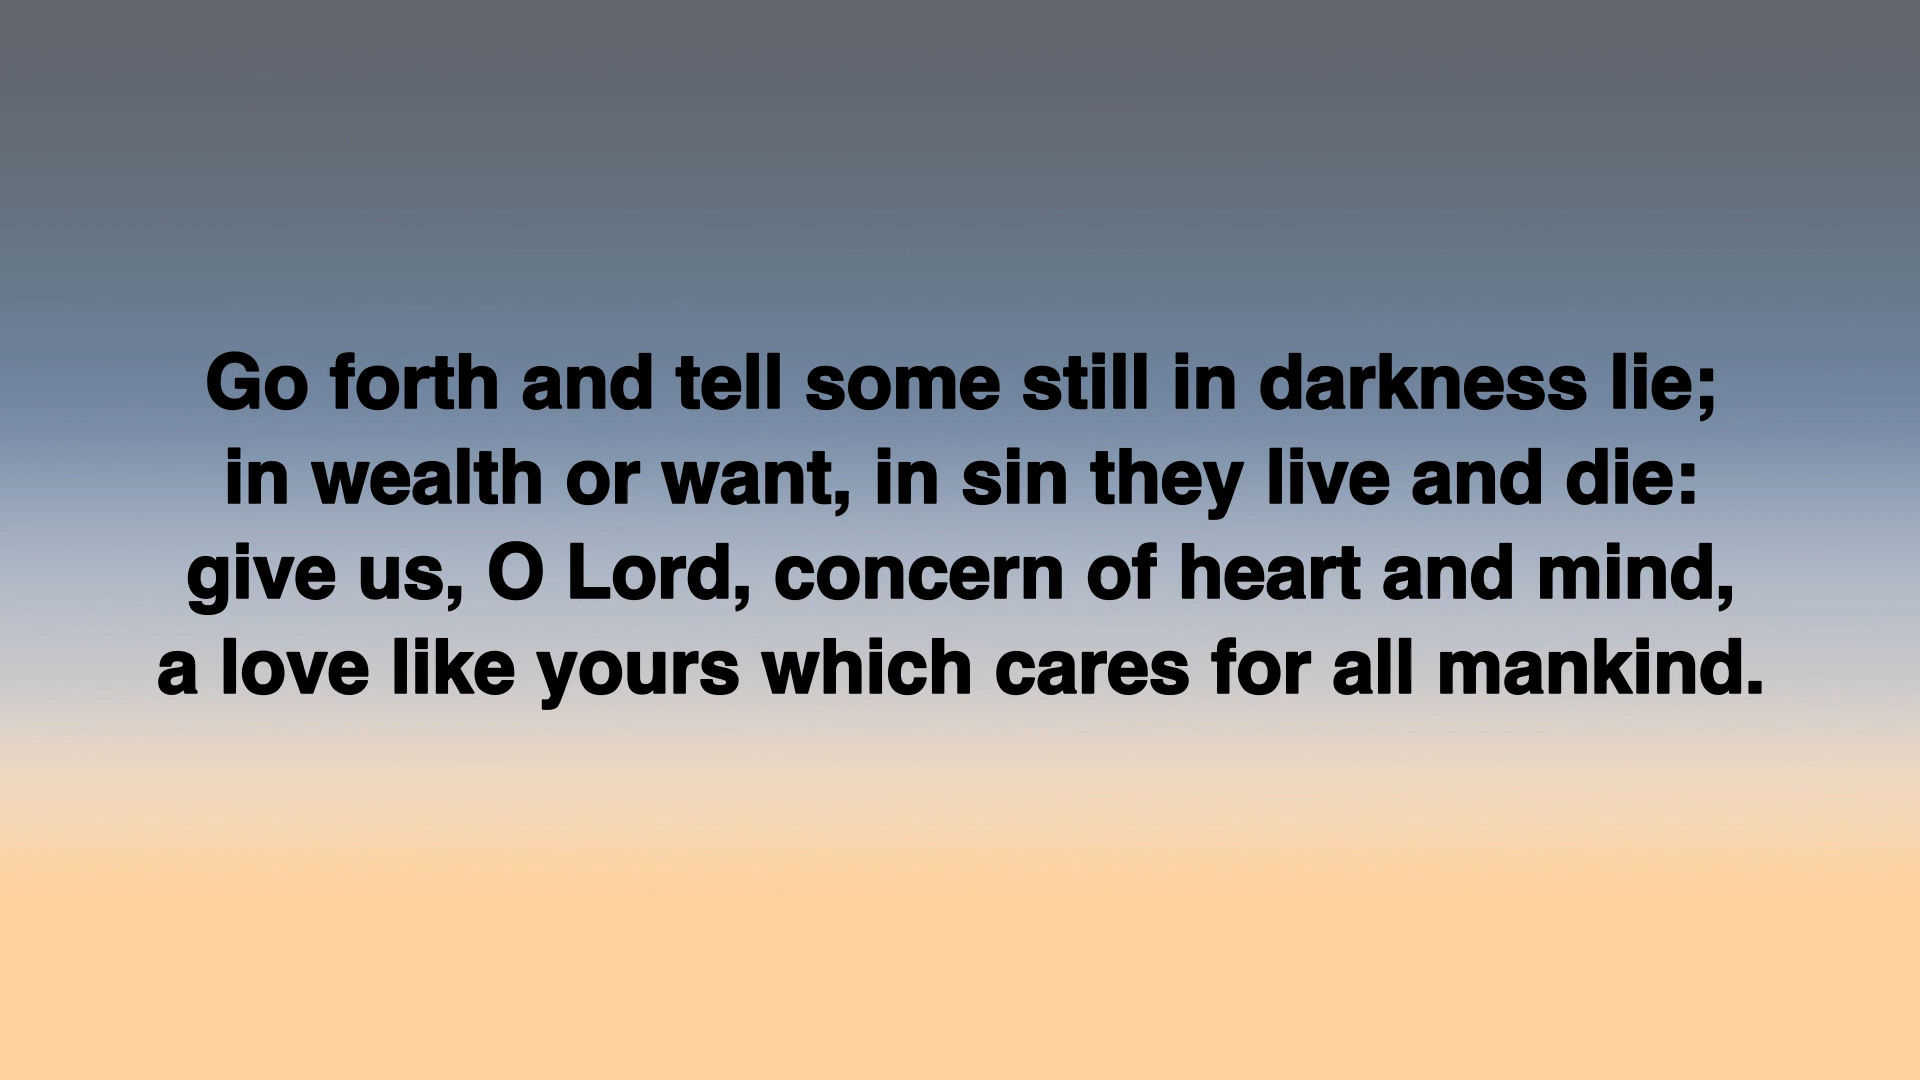 Go forth and tell some still in darkness lie;
in wealth or want, in sin they live and die:
give us, O Lord, concern of heart and mind,
a love like yours which cares for all mankind.